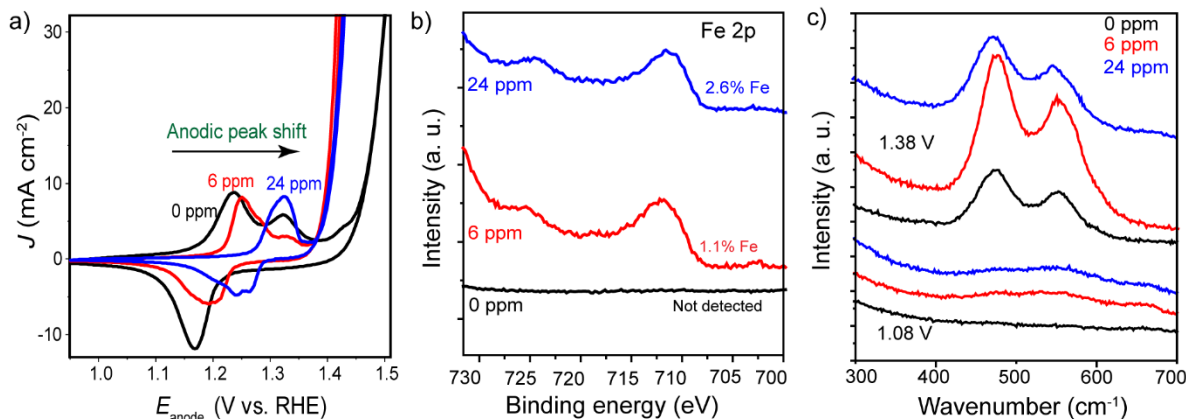 a)
30
20
10
0
-10
J (mA cm⁻²)
Anodic peak shift
6 ppm
24 ppm
0 ppm
1.0 1.1 1.2 1.3 1.4 1.5
E_anode (V vs. RHE)
b)
Fe 2p
24 ppm
2.6% Fe
6 ppm
1.1% Fe
0 ppm
Not detected
Intensity (a. u.)
730 725 720 715 710 705 700
Binding energy (eV)
c)
0 ppm
6 ppm
24 ppm
1.38 V
1.08 V
Intensity (a. u.)
300 400 500 600 700
Wavenumber (cm⁻¹)